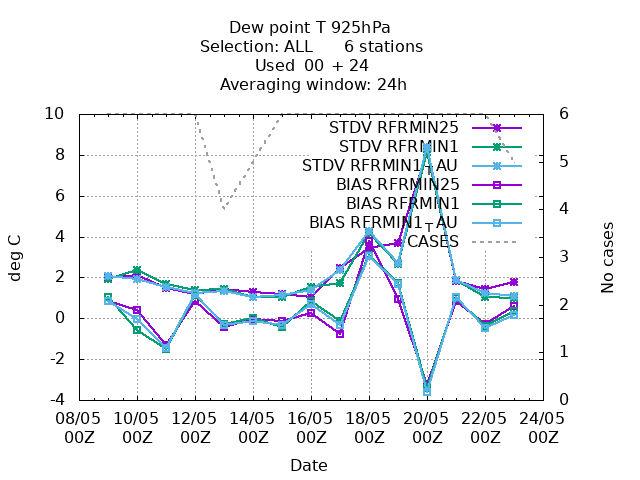 Dew point T 925hPa
Selection: ALL 6 stations
Used 00 + 24
Averaging window: 24h
10
8
6
4
2
0
-2
-4
deg C
6
5
4
3
2
1
0
No cases
STDV RFRMIN25
STDV RFRMIN1
STDV RFRMIN1_AU
BIAS RFRMIN25
BIAS RFRMIN1
BIAS RFRMIN1_AU
CASES
08/05 10/05 12/05 14/05 16/05 18/05 20/05 22/05 24/05
00Z 00Z 00Z 00Z 00Z 00Z 00Z 00Z 00Z
Date